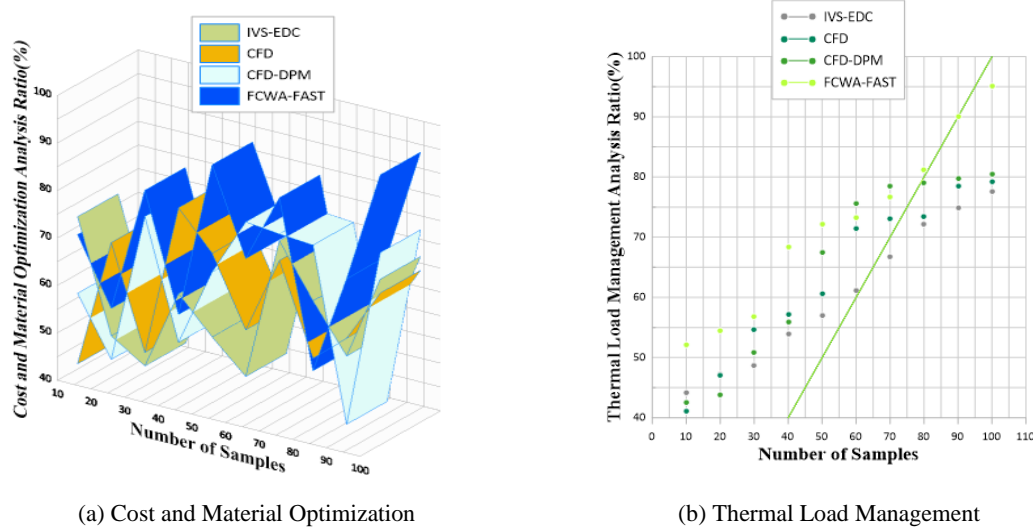 IVS-EDC
CFD
CFD-DPM
FCWA-FAST
Cost and Material Optimization Analysis Ratio(%)
100
90
80
70
60
50
40
10
20
30
40
50
60
70
80
90
100
Number of Samples
(a) Cost and Material Optimization
IVS-EDC
CFD
CFD-DPM
FCWA-FAST
Thermal Load Management Analysis Ratio(%)
100
90
80
70
60
50
40
0 10 20 30 40 50 60 70 80 90 100 110
Number of Samples
(b) Thermal Load Management